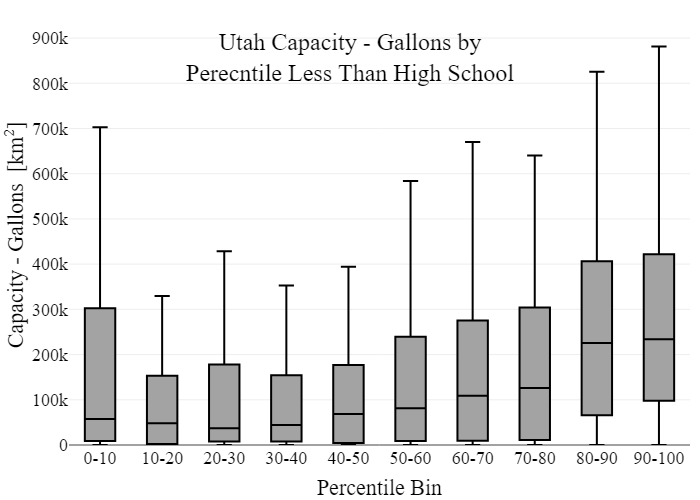 Utah Capacity - Gallons by
Perecntile Less Than High School
Capacity - Gallons [km²]
900k
800k
700k
600k
500k
400k
300k
200k
100k
0
0-10 10-20 20-30 30-40 40-50 50-60 60-70 70-80 80-90 90-100
Percentile Bin